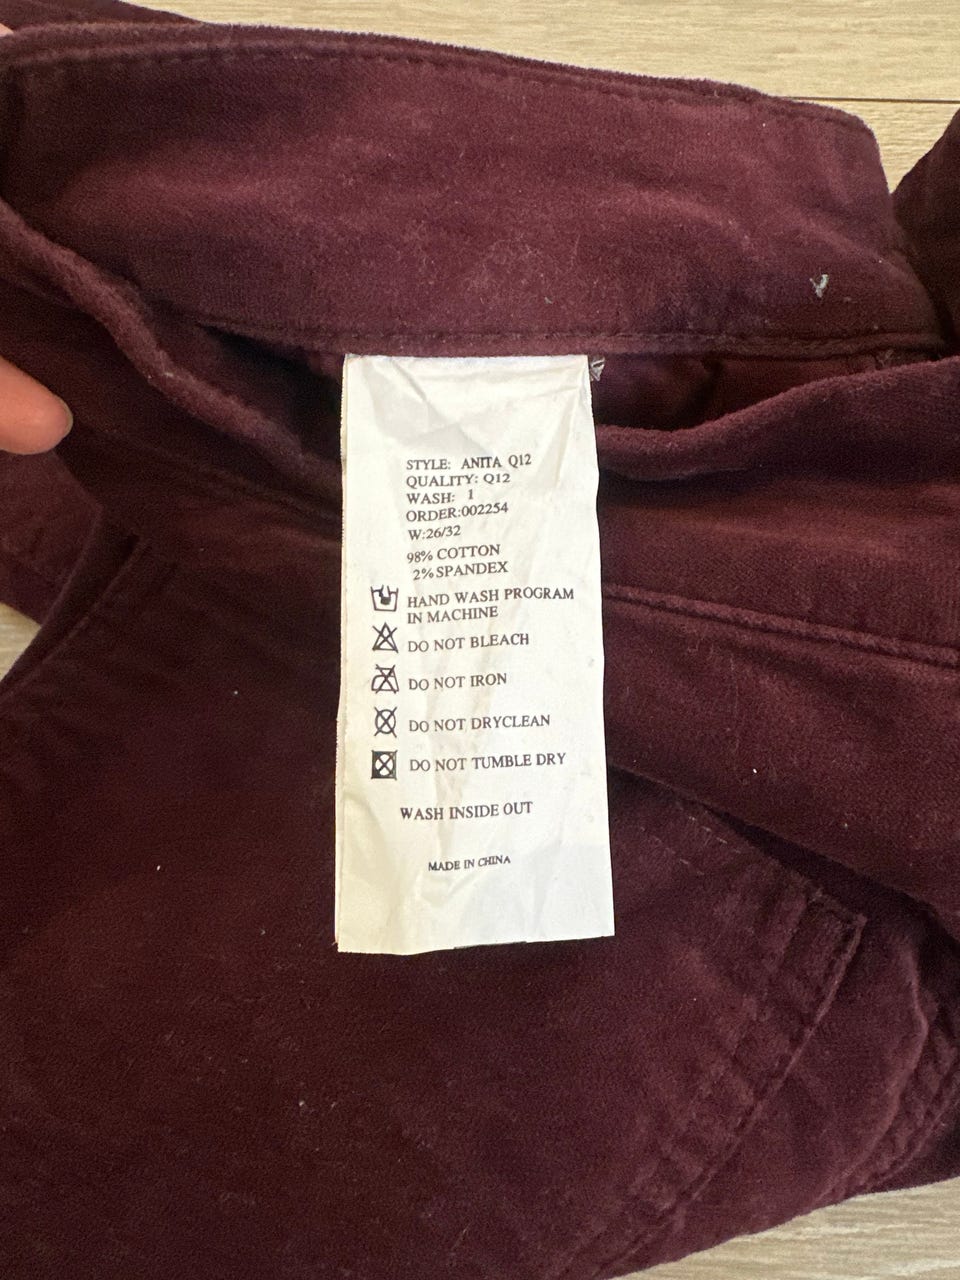 STYLE: ANITA Q12
QUALITY: Q12
WASH: 1
ORDER:002254
W:26/32
98% COTTON
2%SPANDEX
HAND WASH PROGRAM
IN MACHINE
DO NOT BLEACH
DO NOT IRON
DO NOT DRYCLEAN
DO NOT TUMBLE DRY
WASH INSIDE OUT
MADE IN CHINA